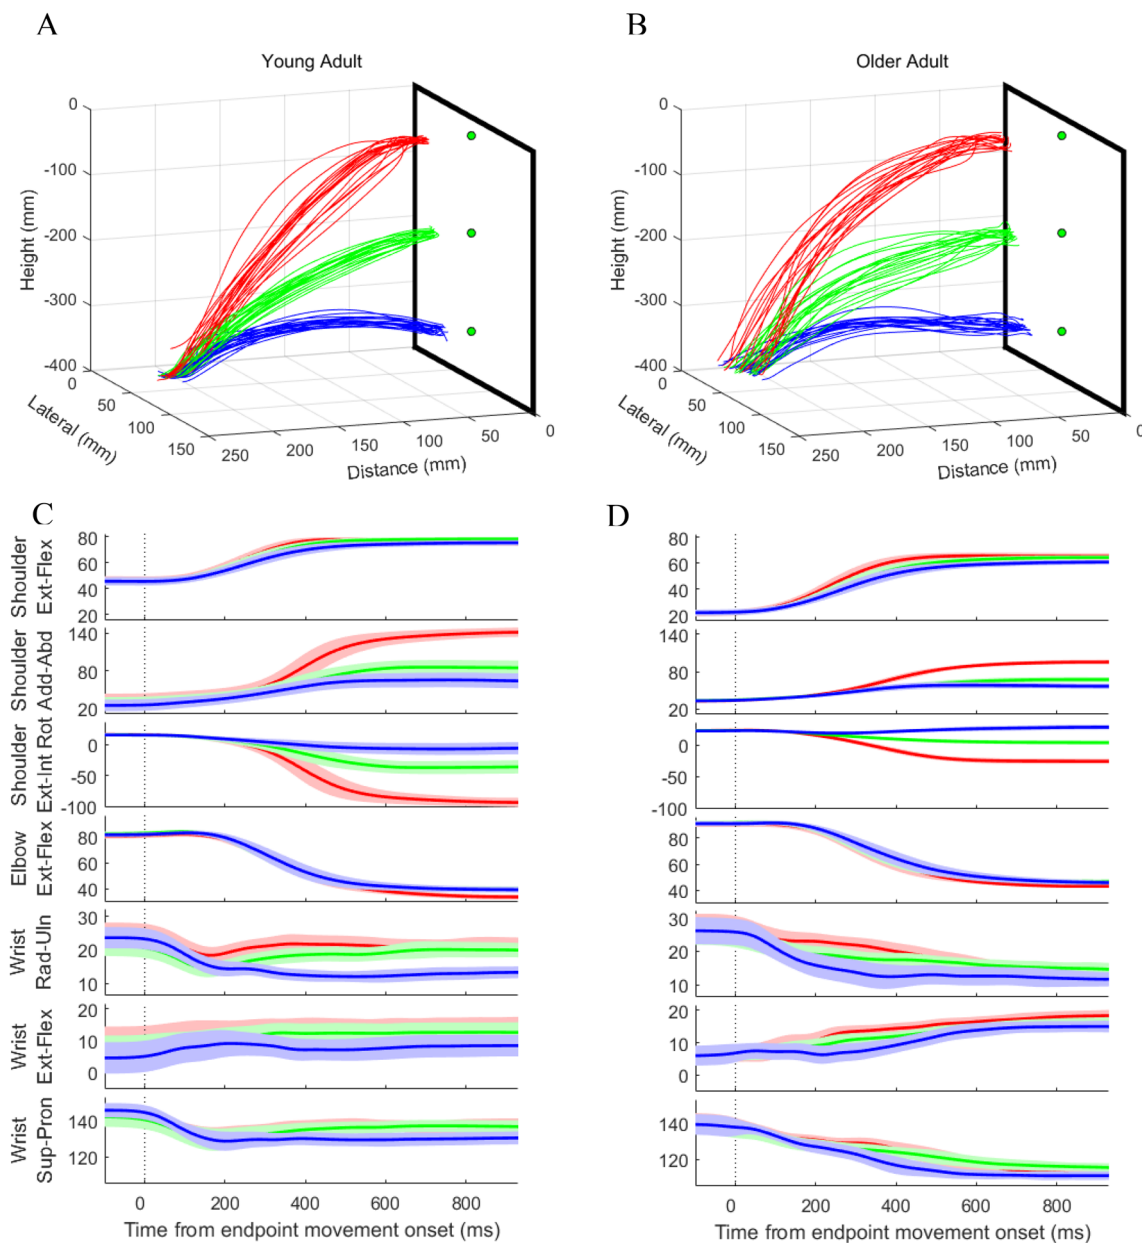 A
B
Young Adult
Older Adult
Height (mm)
0
-100
-200
-300
-400
0
50
100
150
Lateral (mm)
250
200
150
100
50
0
Distance (mm)
Height (mm)
0
-100
-200
-300
-400
0
50
100
150
Lateral (mm)
250
200
150
100
50
0
Distance (mm)
C
Shoulder
Ext-Flex
80
60
40
20
Shoulder
Add-Abd
140
80
20
Shoulder
Ext-Int Rot
0
-50
-100
Elbow
Ext-Flex
80
60
40
Wrist
Rad-Uln
30
20
10
Wrist
Ext-Flex
20
10
0
Wrist
Sup-Pron
140
120
0
200
400
600
800
Time from endpoint movement onset (ms)
D
80
60
40
20
140
80
20
0
-50
-100
80
60
40
30
20
10
20
10
0
140
120
0
200
400
600
800
Time from endpoint movement onset (ms)